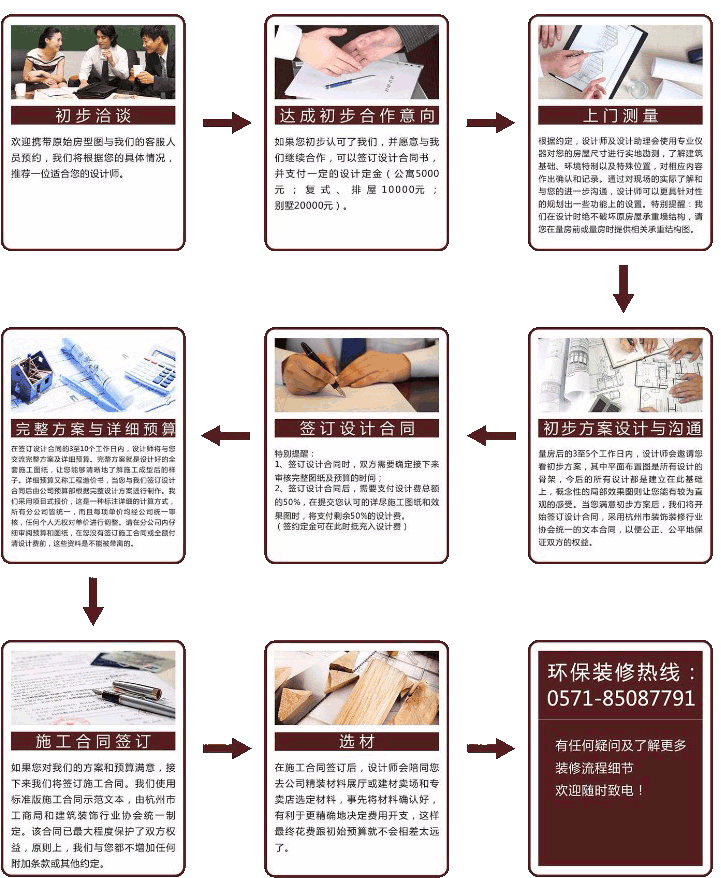 初步洽谈
欢迎携带原始房型图与我们的客服人
员预约，我们将根据您的具体情况，
推荐一位适合您的设计师。
达成初步合作意向
如果您初步认可了我们，并愿意与我
们继续合作，可以签订设计合同书，
并支付一定的设计定金（公寓5000
元；复式、排屋10000元；
别墅20000元）。
上门测量
根据约定，设计师及设计助理会使用专业仪
器对您的房屋尺寸进行实地勘测，了解建筑
基础、环境特制以及特殊位置，对相应内容
作出确认和记录。通过对现场的实际了解和
与您的进一步沟通，设计师可以更具针对性
的规划出一些功能上的设置。特别提醒：我
们在设计时绝不破坏原房屋承重墙结构，请
您在量房前或量房时提供相关承重结构图。
初步方案设计与沟通
量房后的3至5个工作日内，设计师会邀请您
看初步方案，其中平面布置图是所有设计的
骨架，今后的所有设计都是建立在此基础
上，概念性的局部效果图则让您能有较为直
观的感受。当您满意初步方案后，我们将开
始签订设计合同，采用杭州市装饰装修行业
协会统一的文本合同，以便公正、公平地保
证双方的权益。
签订设计合同
特别提醒：
1、签订设计合同时，双方需要确定接下来
审核完整图纸及预算的时间；
2、签订设计合同后，需要支付设计费总额
的50%，在提交您认可的详尽施工图纸和效
果图时，将支付剩余50%的设计费。
（签约定金可在此时抵充入设计费）
完整方案与详细预算
在签订设计合同的3至10个工作日内，设计师将与您
交流完整方案及详细预算。完整方案就是设计好的全
套施工图纸，让您能够清晰地了解施工成型后的样
子。详细预算又称工程造价书，当您与我们签订设计
合同后由公司预算部根据完整设计方案进行制作。我
们采用项目式报价，这是一种标注详细的计算方式，
所有分公司皆统一，而且每项单价均经公司统一审
核，任何个人无权对单价进行调整。请在分公司内仔
细审阅预算和图纸，在您没有签订施工合同或全额付
清设计费前，这些资料是不能被带离的。
施工合同签订
如果您对我们的方案和预算满意，接
下来我们将签订施工合同。我们使用
标准版施工合同示范文本，由杭州市
工商局和建筑装饰行业协会统一制
定。该合同已最大程度保护了双方权
益，原则上，我们与您都不增加任何
附加条款或其他约定。
选材
在施工合同签订后，设计师会陪同您
去公司精装材料展厅或建材卖场和专
卖店选定材料，事先将材料确认好，
有利于更精确地决定费用开支，这样
最终花费跟初始预算就不会相差太远
了。
环保装修热线：
0571-85087791
有任何疑问及了解更多
装修流程细节
欢迎随时致电！